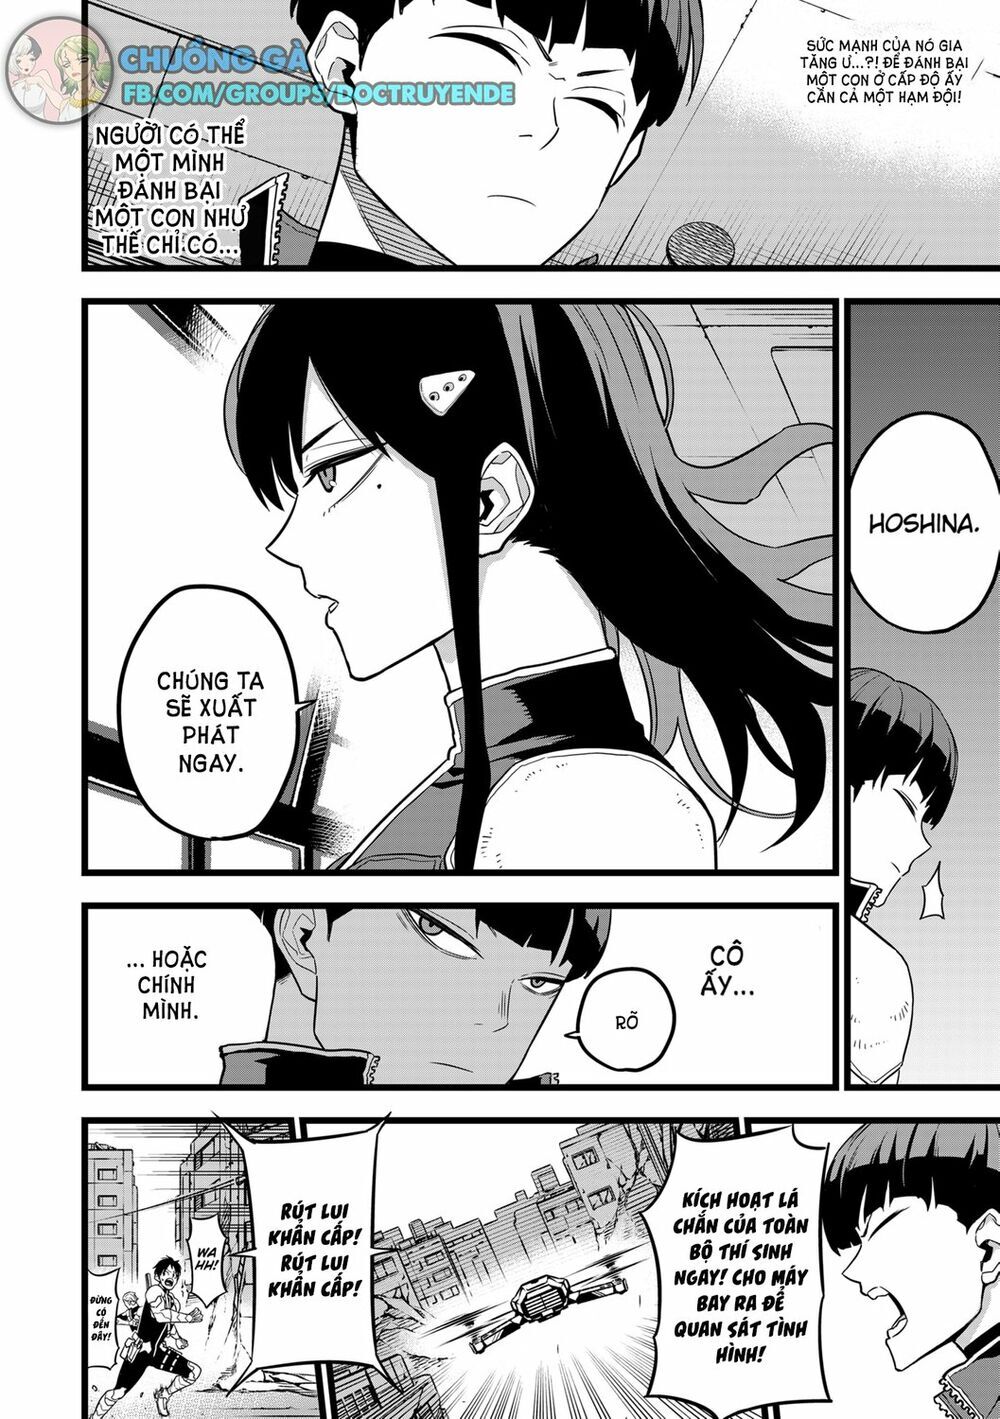 CHUỒNG GÀ
FB.COM/GROUPS/DOCTRUYENDE
SỨC MẠNH CỦA NÓ GIA
TĂNG Ư...?! ĐỂ ĐÁNH BẠI
MỘT CON Ở CẤP ĐỘ ẤY
CẦN CẢ MỘT HẠM ĐỘI!
NGƯỜI CÓ THỂ
MỘT MÌNH
ĐÁNH BẠI
MỘT CON NHƯ
THẾ CHỈ CÓ...
HOSHINA.
CHÚNG TA
SẼ XUẤT
PHÁT
NGAY.
CÔ
ẤY...
RÕ
... HOẶC
CHÍNH
MÌNH.
KÍCH HOẠT LÁ
CHẮN CỦA TOÀN
BỘ THÍ SINH
NGAY! CHO MÁY
BAY RA ĐỂ
QUAN SÁT TÌNH
HÌNH!
RÚT LUI
KHẨN CẤP!
RÚT LUI
KHẨN CẤP!
WA
HH!
ĐỪNG
CÓ
ĐẾN
ĐÂY!